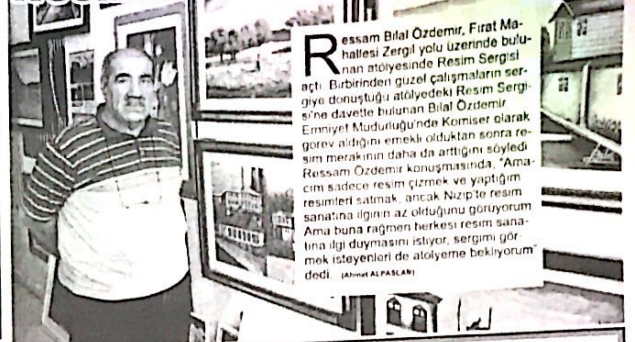 Ressam Bılal Özdemir, Fırat Ma-
hallesi Zergil yolu üzerinde bulu-
nan atölyesinde Resim Sergisi
açtı. Birbirinden güzel çalışmaların ser-
giye dönüştüğü atölyedeki Resim Sergi-
si'ne davette bulunan Bilal Özdemir
Emniyet Müdürlüğü'nde Komiser olarak
görev aldığını emekli olduktan sonra re-
sim merakının daha da arttığını söyledi
Ressam Özdemir konuşmasında, "Ama-
cım sadece resim çizmek ve yaptığım
resimleri satmak, ancak Nizip'te resim
sanatına ilginin az olduğunu görüyorum
Ama buna rağmen herkesi resim sana-
tına ilgi duymasını istiyor, sergimi gör-
mek isteyenleri de atölyeme bekliyorum"
dedi. (Ahmet ALPASLAN)